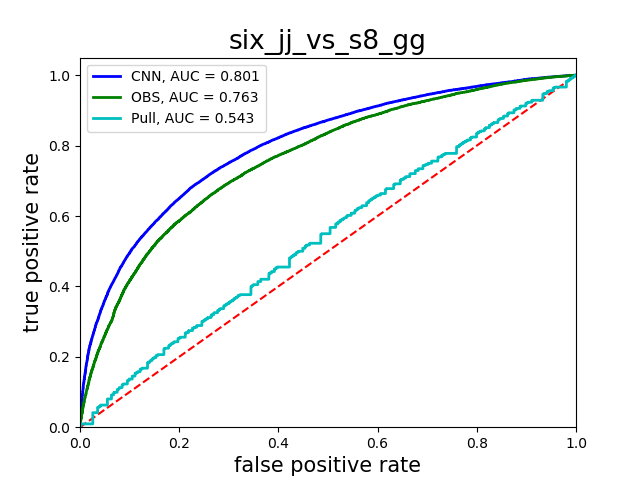 six_jj_vs_s8_gg
CNN, AUC = 0.801
OBS, AUC = 0.763
Pull, AUC = 0.543
true positive rate
1.0
0.8
0.6
0.4
0.2
0.0
0.0 0.2 0.4 0.6 0.8 1.0
false positive rate